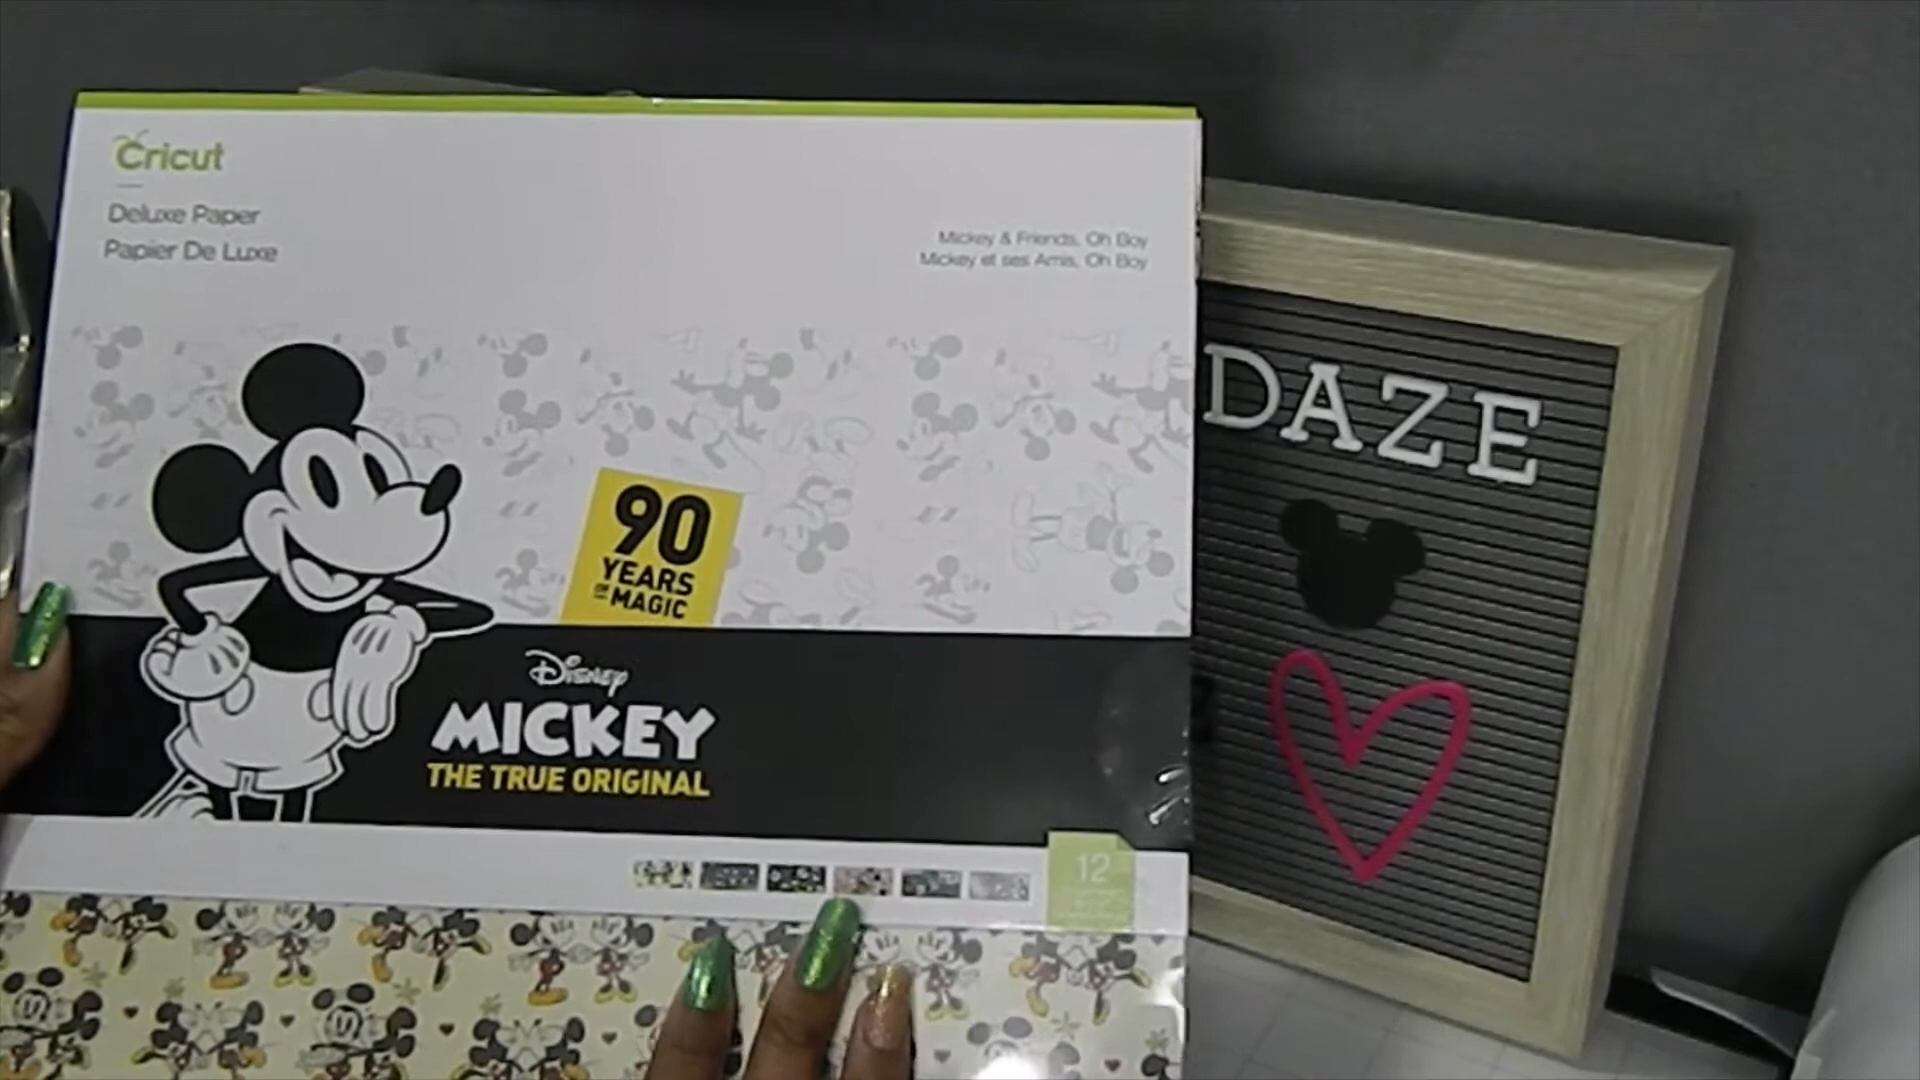 Cricut
Deluxe Paper
Papier De Luxe
Mickey & Friends, Oh Boy
Mickey et ses Amis, Oh Boy
90
YEARS
OF MAGIC
Disney
MICKEY
THE TRUE ORIGINAL
12
DAZE